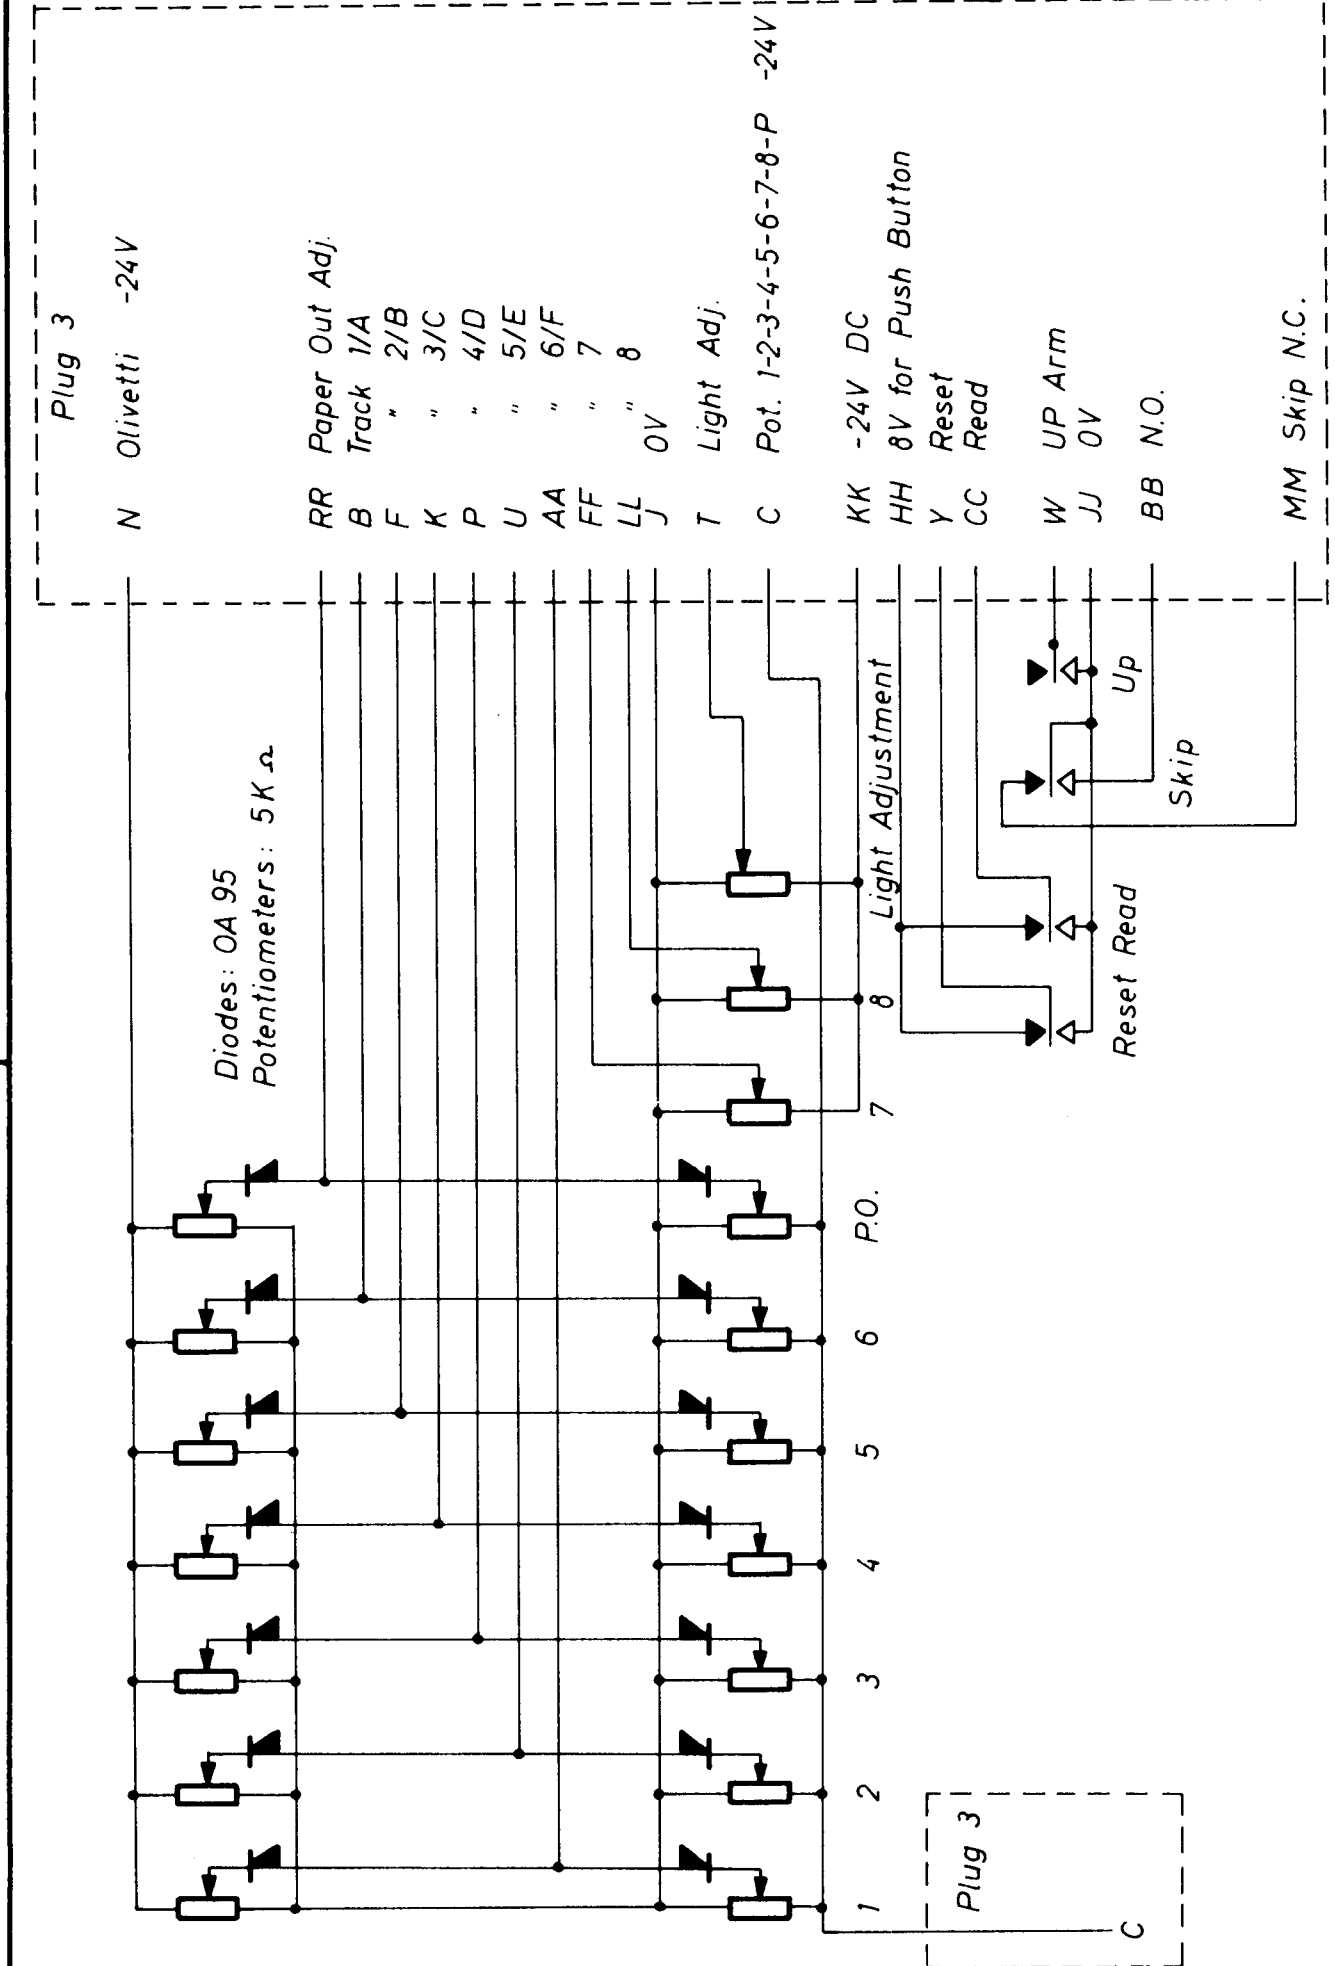 Plug 3
N Olivetti -24V
Diodes: OA 95
Potentiometers: 5K Ω
RR Paper Out Adj.
B Track 1/A
F " 2/B
K " 3/C
P " 4/D
U " 5/E
AA " 6/F
FF " 7
LL " 8
J 0V
T Light Adj.
C Pot. 1-2-3-4-5-6-7-8-P -24V
KK -24V DC
HH 8V for Push Button
Y Reset
CC Read
W UP Arm
JJ 0V
BB N.O.
MM Skip N.C.
1 2 3 4 5 6 P.O. 7 8 Light Adjustment
Reset Read
Skip
Up
Plug 3
C